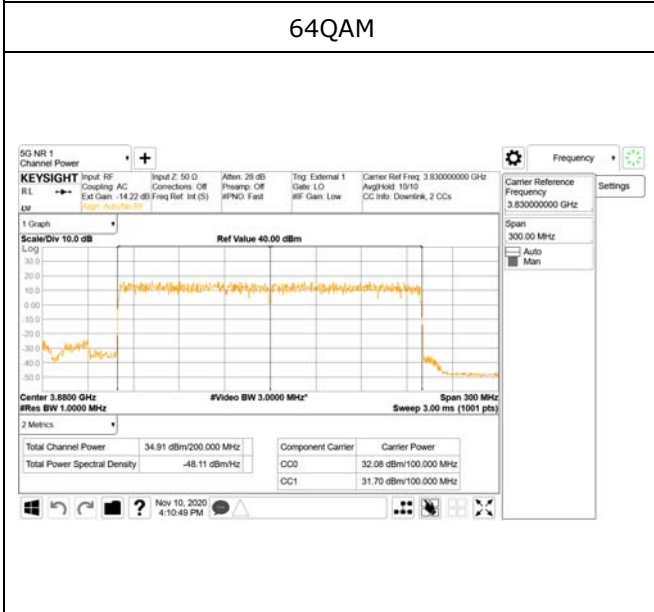 64QAM
5G NR 1
Channel Power
Frequency
KEYSIGHT
Input: RF
Input Z: 50 Ω
Atten: 28 dB
Trig: External 1
Carrier Ref Freq: 3.830000000 GHz
RL
Coupling: AC
Corrections: Off
Preamp: Off
Gate: LO
Avg|Hold: 10/10
Ext Gain: -14.22 dB
Freq Ref: Int (S)
#PNO: Fast
#IF Gain: Low
CC Info: Downlink, 2 CCs
Align: Auto/No RF
Carrier Reference
Frequency
3.830000000 GHz
Settings
Span
300.00 MHz
Auto
Man
1 Graph
Scale/Div 10.0 dB
Ref Value 40.00 dBm
Log
30.0
20.0
10.0
0.00
-10.0
-20.0
-30.0
-40.0
-50.0
Center 3.8800 GHz
#Video BW 3.0000 MHz*
Span 300 MHz
#Res BW 1.0000 MHz
Sweep 3.00 ms (1001 pts)
2 Metrics
Total Channel Power
34.91 dBm/200.000 MHz
Total Power Spectral Density
-48.11 dBm/Hz
Component Carrier
Carrier Power
CC0
32.08 dBm/100.000 MHz
CC1
31.70 dBm/100.000 MHz
?
Nov 10, 2020
4:10:49 PM